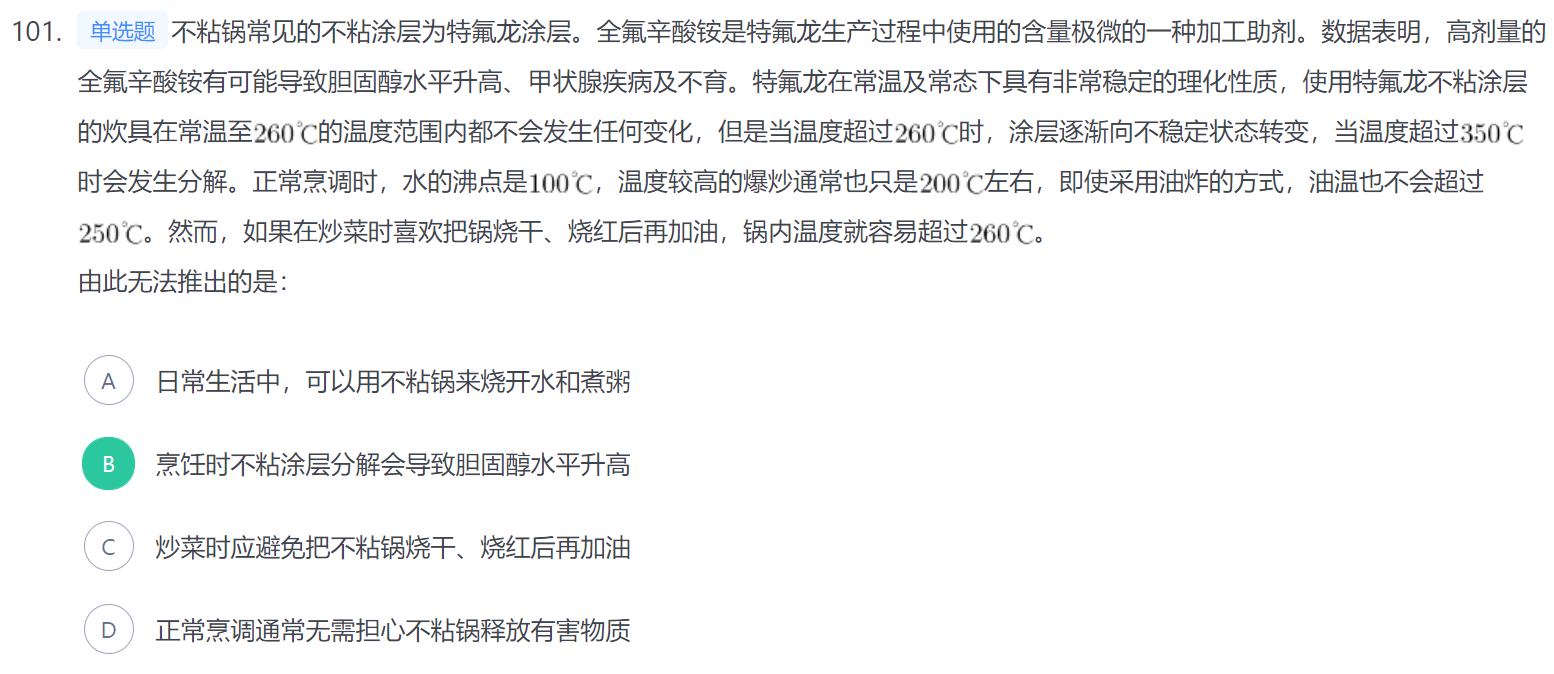 101. 单选题 不粘锅常见的不粘涂层为特氟龙涂层。全氟辛酸铵是特氟龙生产过程中使用的含量极微的一种加工助剂。数据表明，高剂量的
全氟辛酸铵有可能导致胆固醇水平升高、甲状腺疾病及不育。特氟龙在常温及常态下具有非常稳定的理化性质，使用特氟龙不粘涂层
的炊具在常温至260℃的温度范围内都不会发生任何变化，但是当温度超过260℃时，涂层逐渐向不稳定状态转变，当温度超过350℃
时会发生分解。正常烹调时，水的沸点是100℃，温度较高的爆炒通常也只是200℃左右，即使采用油炸的方式，油温也不会超过
250℃。然而，如果在炒菜时喜欢把锅烧干、烧红后再加油，锅内温度就容易超过260℃。
由此无法推出的是：
A 日常生活中，可以用不粘锅来烧开水和煮粥
B 烹饪时不粘涂层分解会导致胆固醇水平升高
C 炒菜时应避免把不粘锅烧干、烧红后再加油
D 正常烹调通常无需担心不粘锅释放有害物质